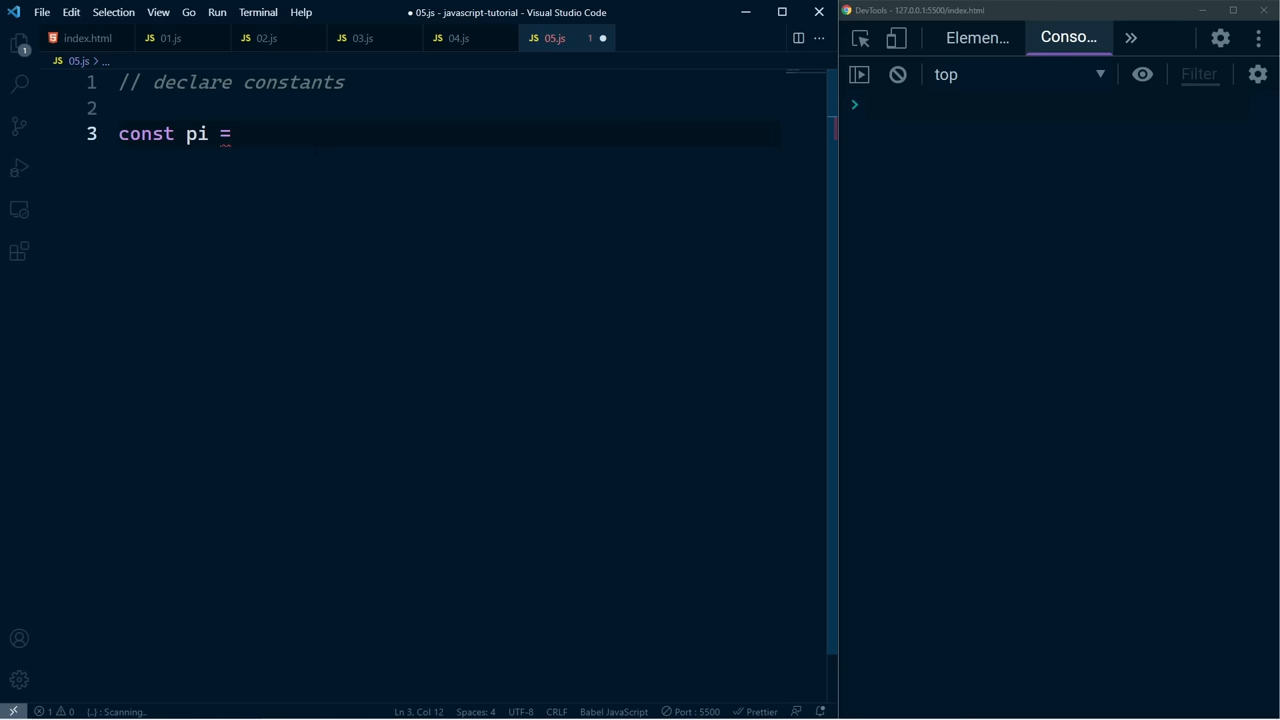 File Edit Selection View Go Run Terminal Help
● 05.js - javascript-tutorial - Visual Studio Code
index.html JS 01.js JS 02.js JS 03.js JS 04.js JS 05.js 1
JS 05.js > ...
1 // declare constants
2
3 const pi =
1
1 0 {..} : Scanning..
Ln 3, Col 12 Spaces: 4 UTF-8 CRLF Babel JavaScript Port : 5500 Prettier
DevTools - 127.0.0.1:5500/index.html
Elemen... Conso... »
top ▼ Filter
>